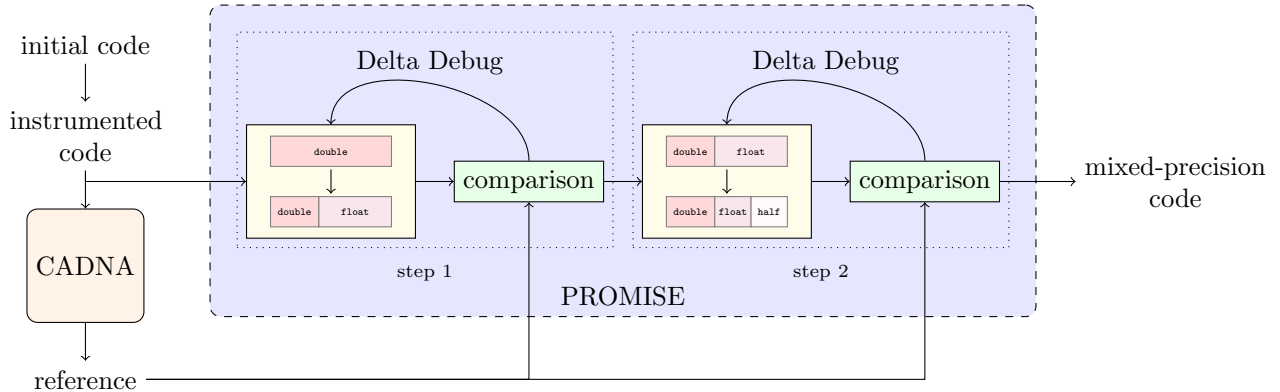 initial code
instrumented
code
CADNA
reference
Delta Debug
double
double float
comparison
step 1
Delta Debug
double float
double float half
comparison
step 2
PROMISE
mixed-precision
code